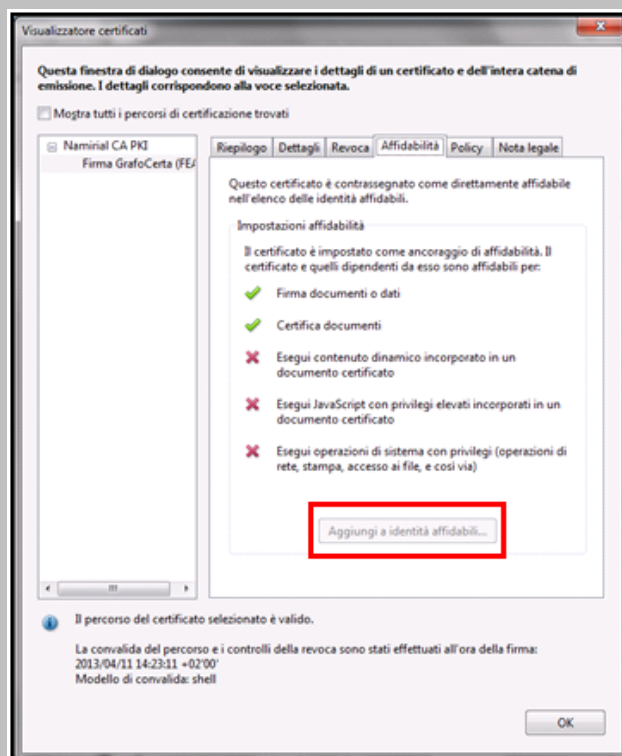 Visualizzatore certificati
Questa finestra di dialogo consente di visualizzare i dettagli di un certificato e dell'intera catena di
emissione. I dettagli corrispondono alla voce selezionata.
Mostra tutti i percorsi di certificazione trovati
Namirial CA PKI
Firma GrafoCerta (FEA
Riepilogo Dettagli Revoca Affidabilità Policy Nota legale
Questo certificato è contrassegnato come direttamente affidabile
nell'elenco delle identità affidabili.
Impostazioni affidabilità
Il certificato è impostato come ancoraggio di affidabilità. Il
certificato e quelli dipendenti da esso sono affidabili per:
Firma documenti o dati
Certifica documenti
Esegui contenuto dinamico incorporato in un
documento certificato
Esegui JavaScript con privilegi elevati incorporati in un
documento certificato
Esegui operazioni di sistema con privilegi (operazioni di
rete, stampa, accesso ai file, e così via)
Aggiungi a identità affidabili...
Il percorso del certificato selezionato è valido.
La convalida del percorso e i controlli della revoca sono stati effettuati all'ora della firma:
2013/04/11 14:23:11 +02'00'
Modello di convalida: shell
OK